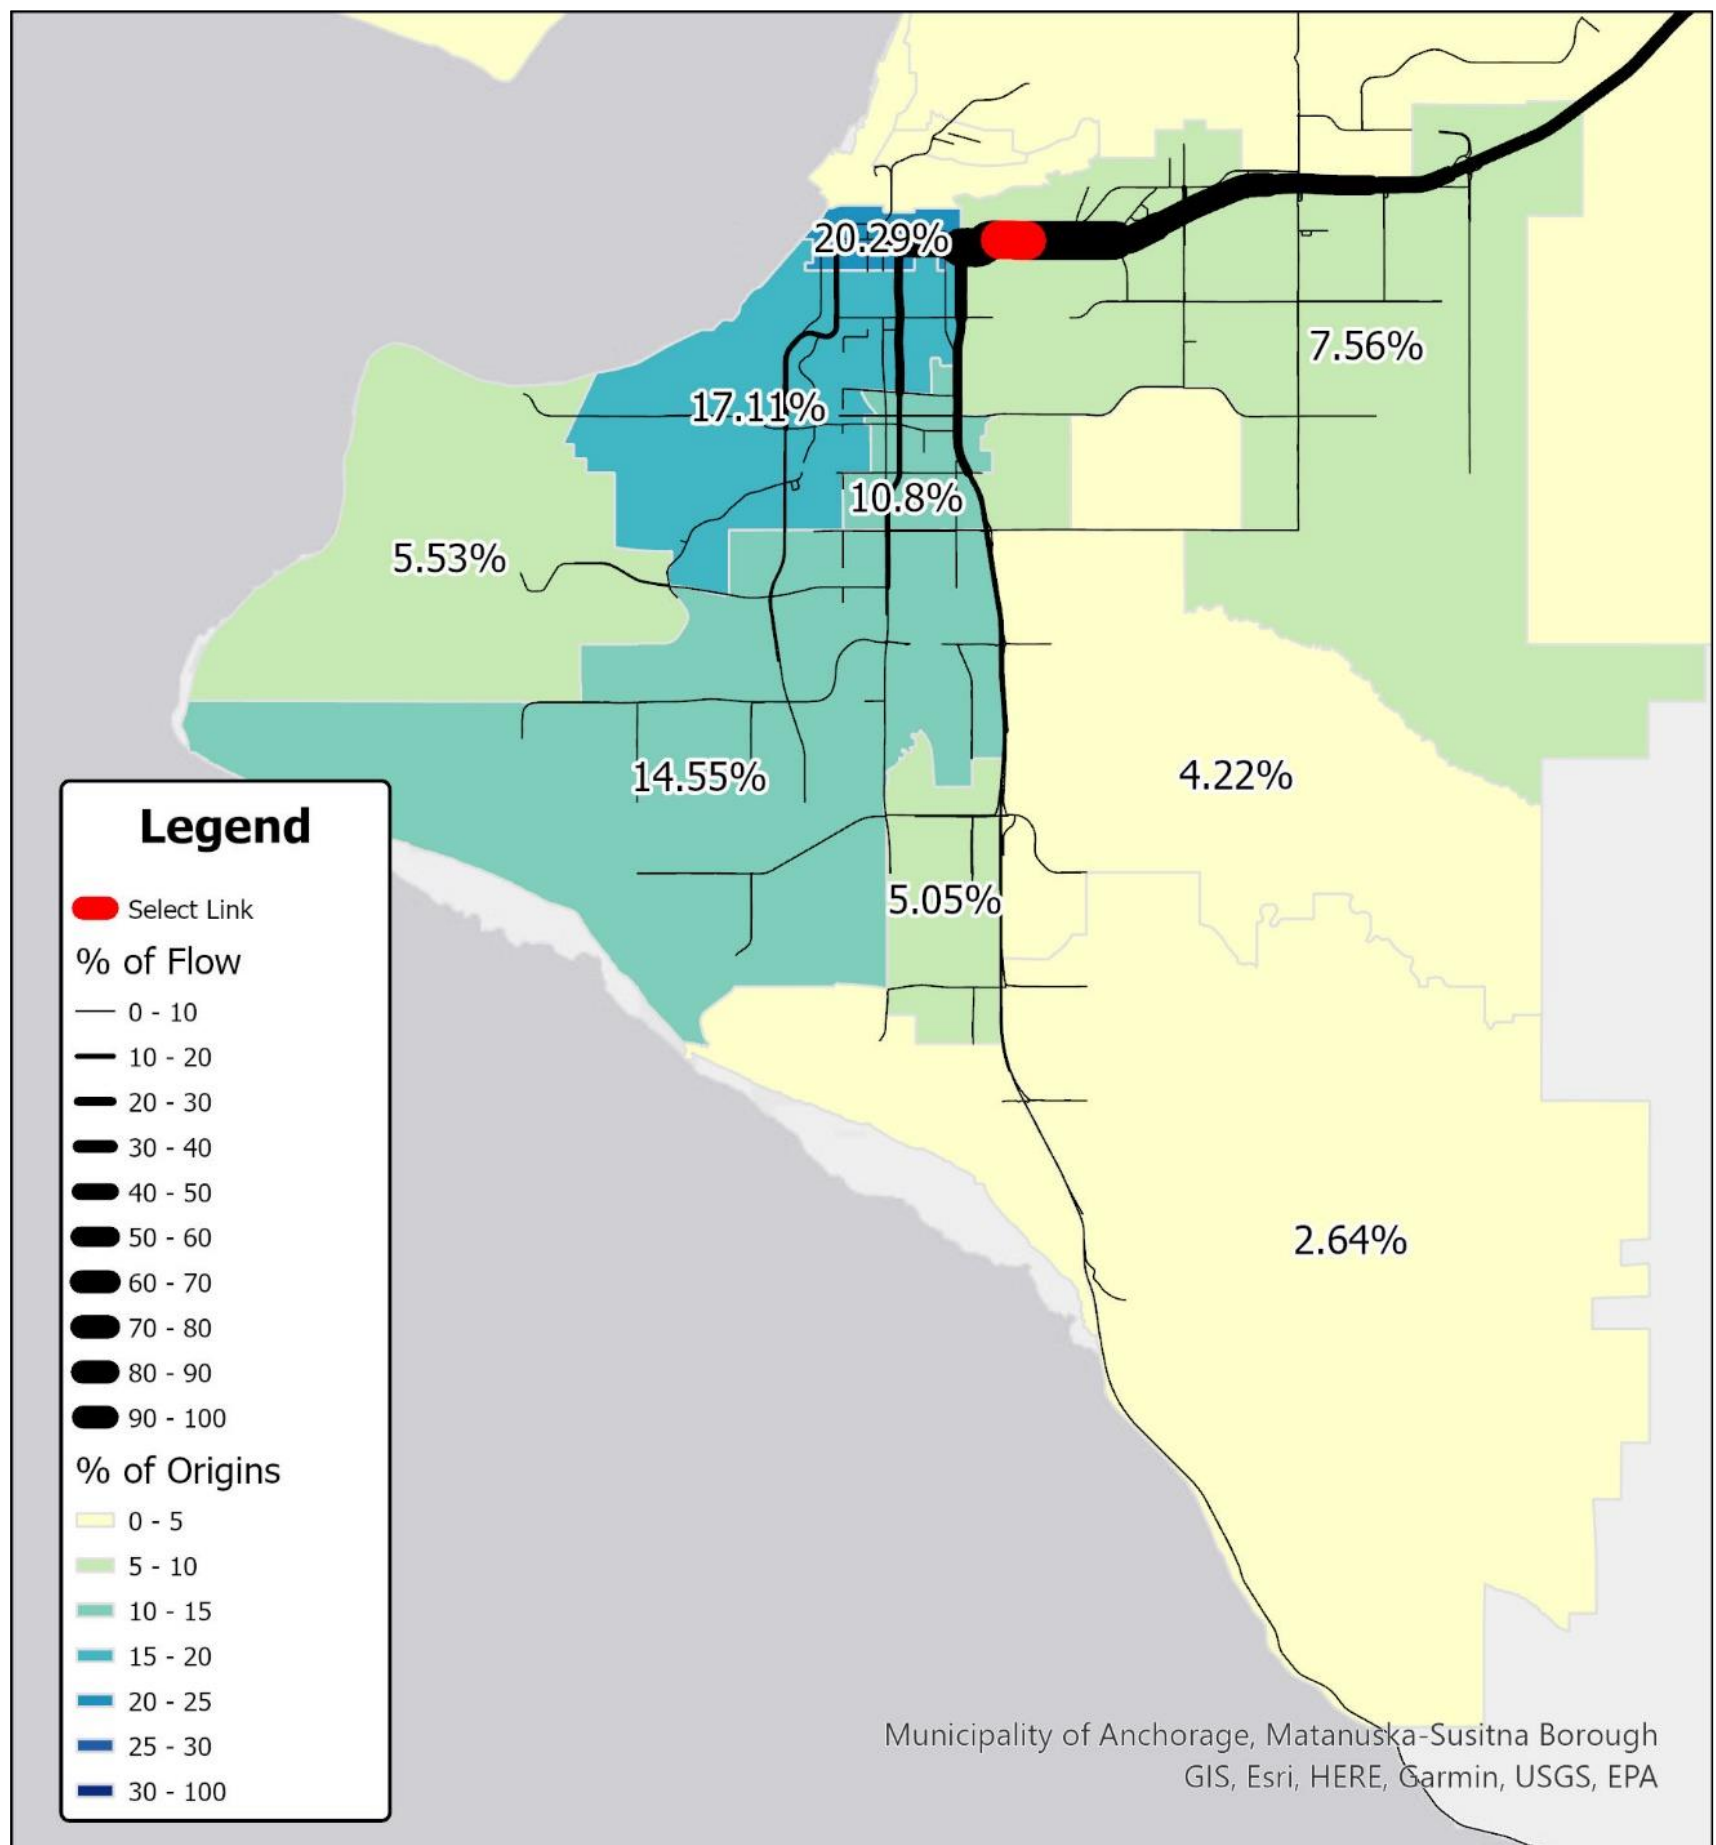 20.29%
7.56%
17.11%
10.8%
5.53%
14.55%
4.22%
5.05%
2.64%
Legend
Select Link
% of Flow
0 - 10
10 - 20
20 - 30
30 - 40
40 - 50
50 - 60
60 - 70
70 - 80
80 - 90
90 - 100
% of Origins
0 - 5
5 - 10
10 - 15
15 - 20
20 - 25
25 - 30
30 - 100
Municipality of Anchorage, Matanuska-Susitna Borough
GIS, Esri, HERE, Garmin, USGS, EPA